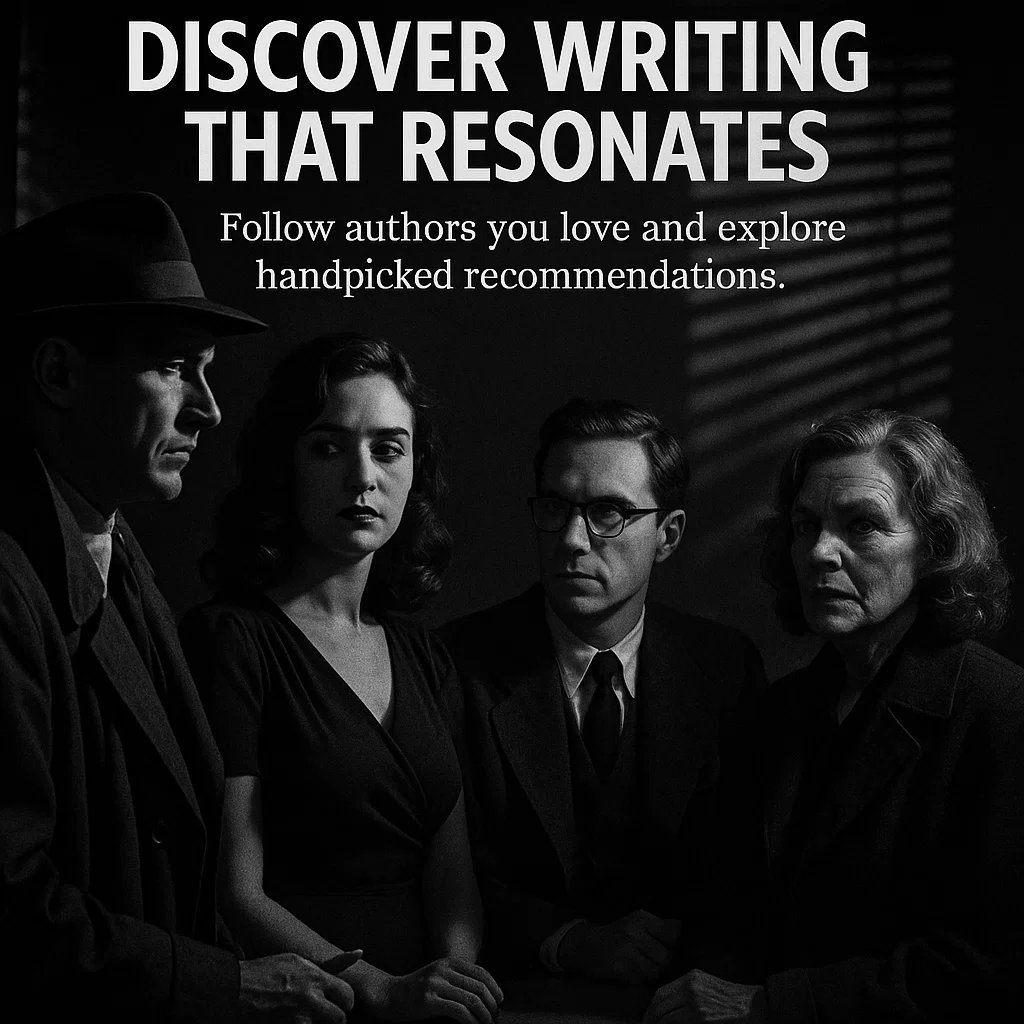 DISCOVER WRITING
THAT RESONATES
Follow authors you love and explore
handpicked recommendations.